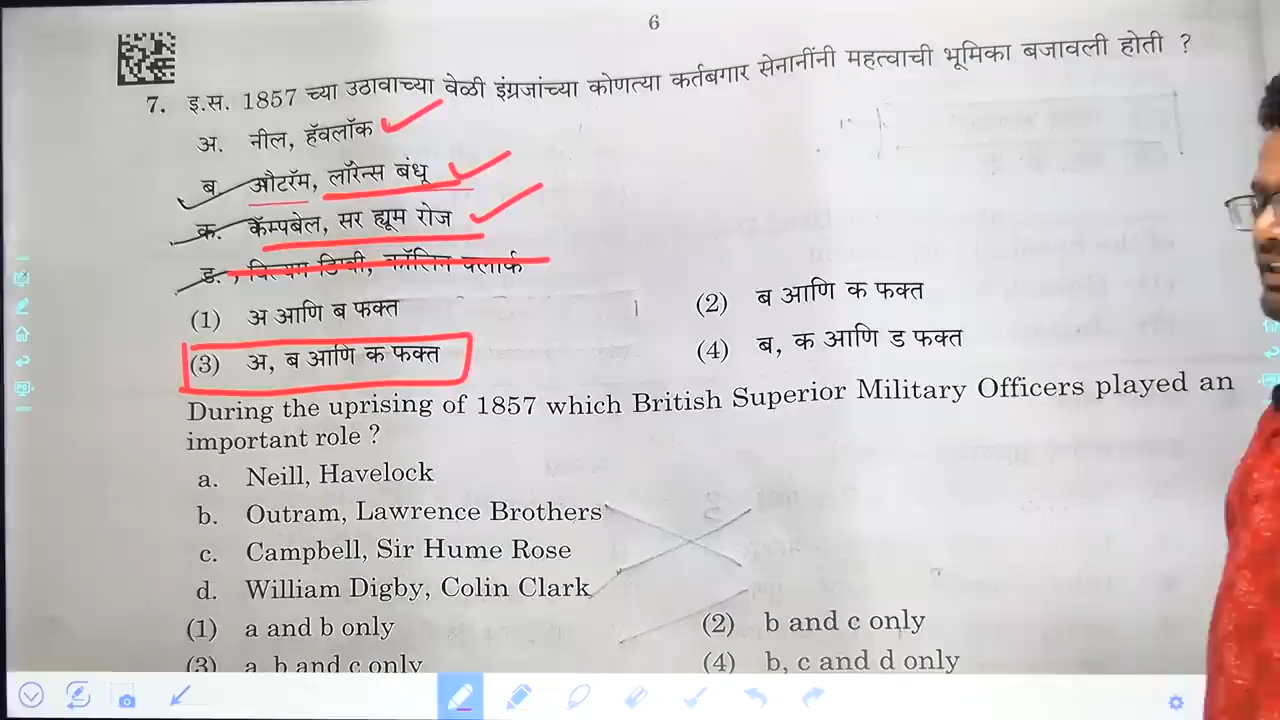 6
7. इ.स. 1857 च्या उठावाच्या वेळी इंग्रजांच्या कोणत्या कर्तबगार सेनानींनी महत्वाची भूमिका बजावली होती ?
अ. नील, हॅवलॉक
ब. औटरॅम, लॉरेन्स बंधू
क. कॅम्पबेल, सर ह्यूम रोज
ड. विल्यम डिग्बी, कॉलिन क्लार्क
(1) अ आणि ब फक्त (2) ब आणि क फक्त
(3) अ, ब आणि क फक्त (4) ब, क आणि ड फक्त
During the uprising of 1857 which British Superior Military Officers played an
important role ?
a. Neill, Havelock
b. Outram, Lawrence Brothers
c. Campbell, Sir Hume Rose
d. William Digby, Colin Clark
(1) a and b only (2) b and c only
(3) a, b and c only (4) b, c and d only